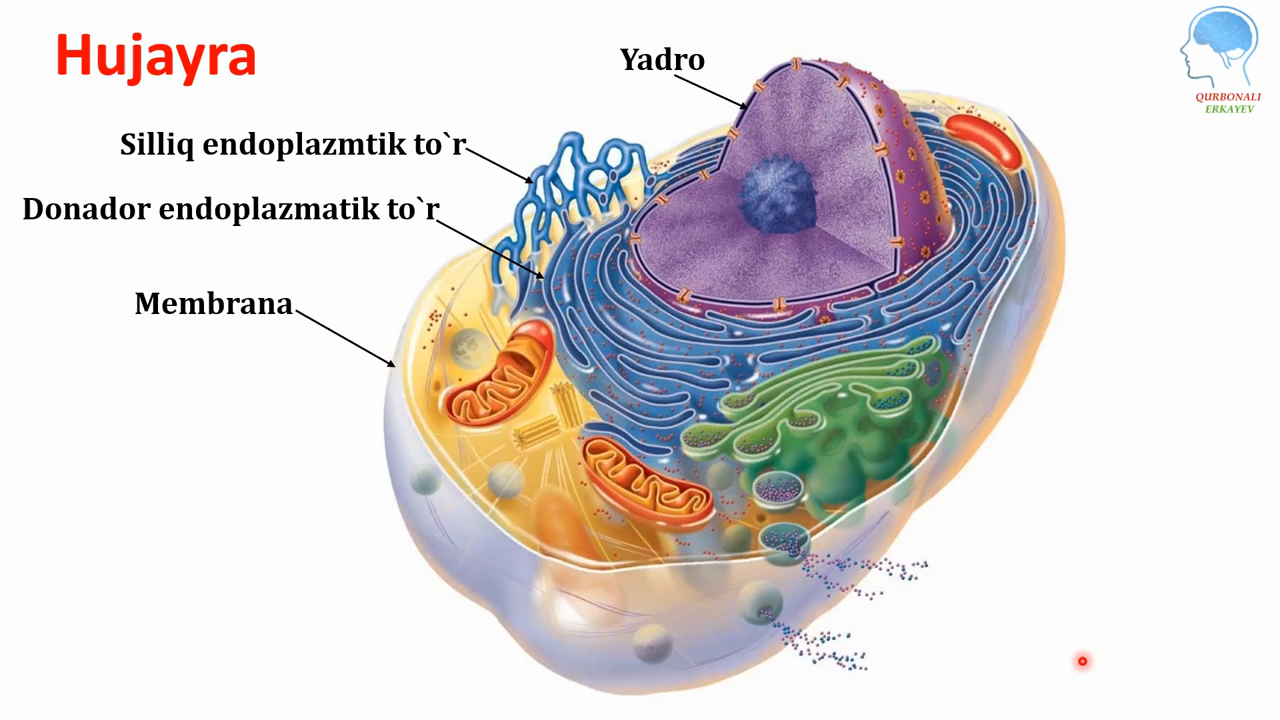 Hujayra
Yadro
Silliq endoplazmtik to`r
Donador endoplazmatik to`r
Membrana
QURBONALI
ERKAYEV